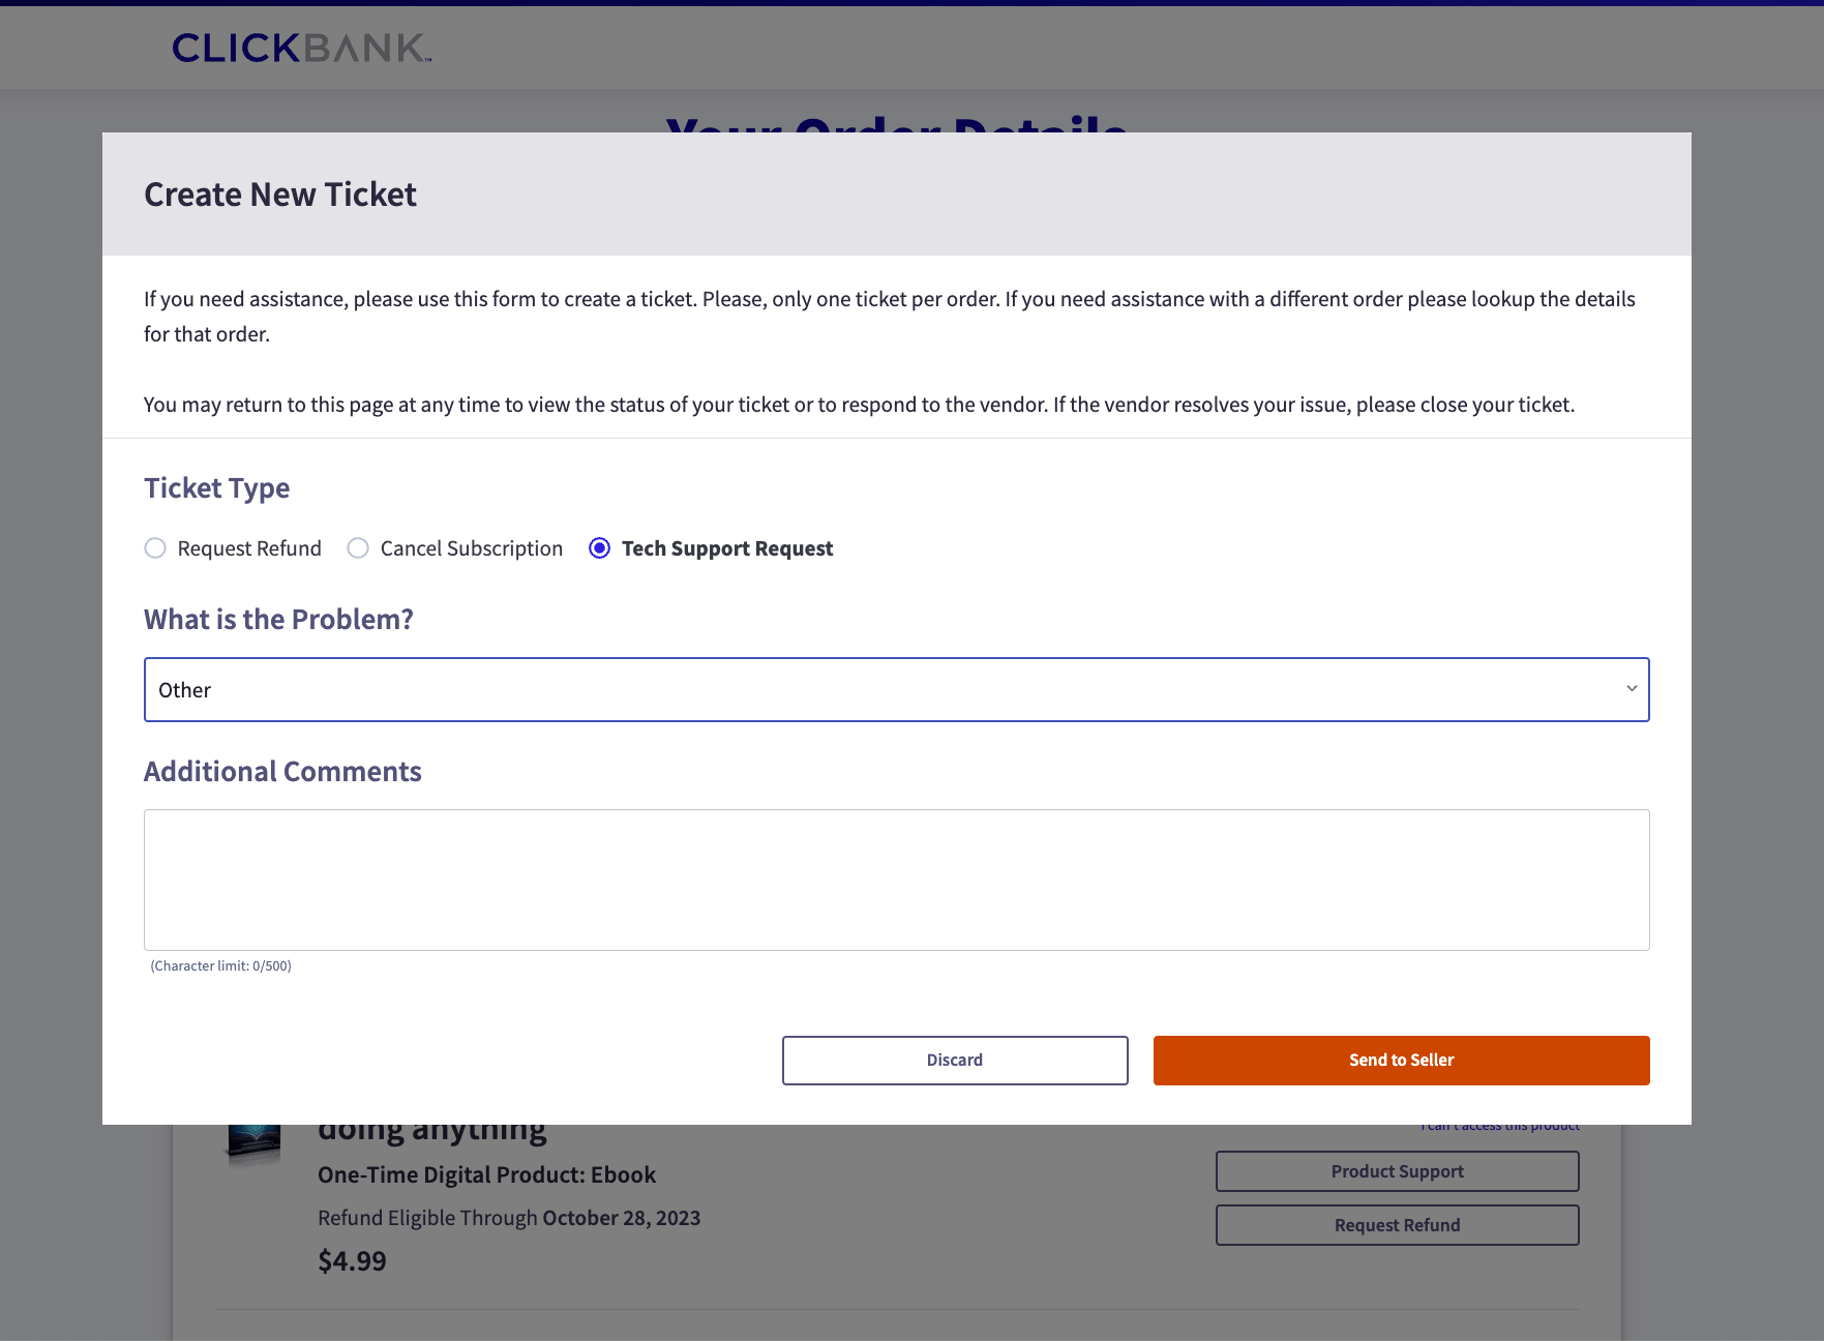 CLICKBANK™
Your Order Details
Create New Ticket
If you need assistance, please use this form to create a ticket. Please, only one ticket per order. If you need assistance with a different order please lookup the details
for that order.
You may return to this page at any time to view the status of your ticket or to respond to the vendor. If the vendor resolves your issue, please close your ticket.
Ticket Type
Request Refund Cancel Subscription Tech Support Request
What is the Problem?
Other
Additional Comments
(Character limit: 0/500)
Discard Send to Seller
doing anything
I can't access this product
One-Time Digital Product: Ebook
Product Support
Refund Eligible Through October 28, 2023
Request Refund
$4.99